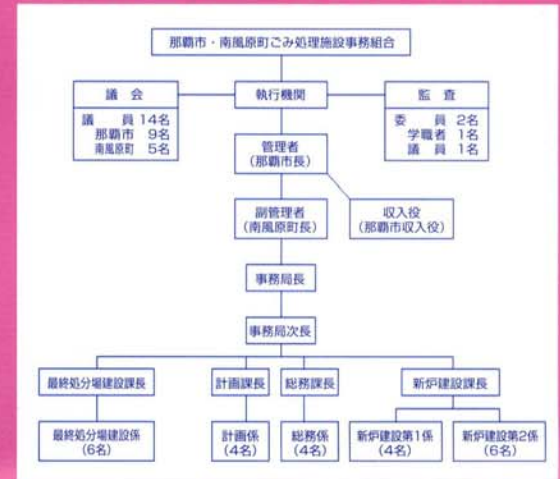 那覇市・南風原町ごみ処理施設事務組合
議 会
議 員 14名
那覇市 9名
南風原町 5名
執行機関
監 査
委 員 2名
学職者 1名
議 員 1名
管理者
(那覇市長)
副管理者
(南風原町長)
収入役
(那覇市収入役)
事務局長
事務局次長
最終処分場建設課長
計画課長
総務課長
新炉建設課長
最終処分場建設係
(6名)
計画係
(4名)
総務係
(4名)
新炉建設第1係
(4名)
新炉建設第2係
(6名)